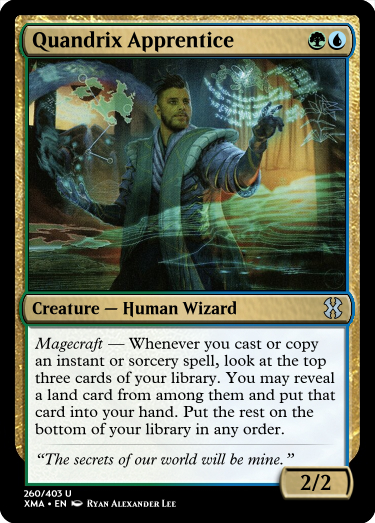 Quandrix Apprentice
Creature — Human Wizard
Magecraft — Whenever you cast or copy
an instant or sorcery spell, look at the top
three cards of your library. You may reveal
a land card from among them and put that
card into your hand. Put the rest on the
bottom of your library in any order.
“The secrets of our world will be mine.”
2/2
260/403 U
XMA • EN Ryan Alexander Lee